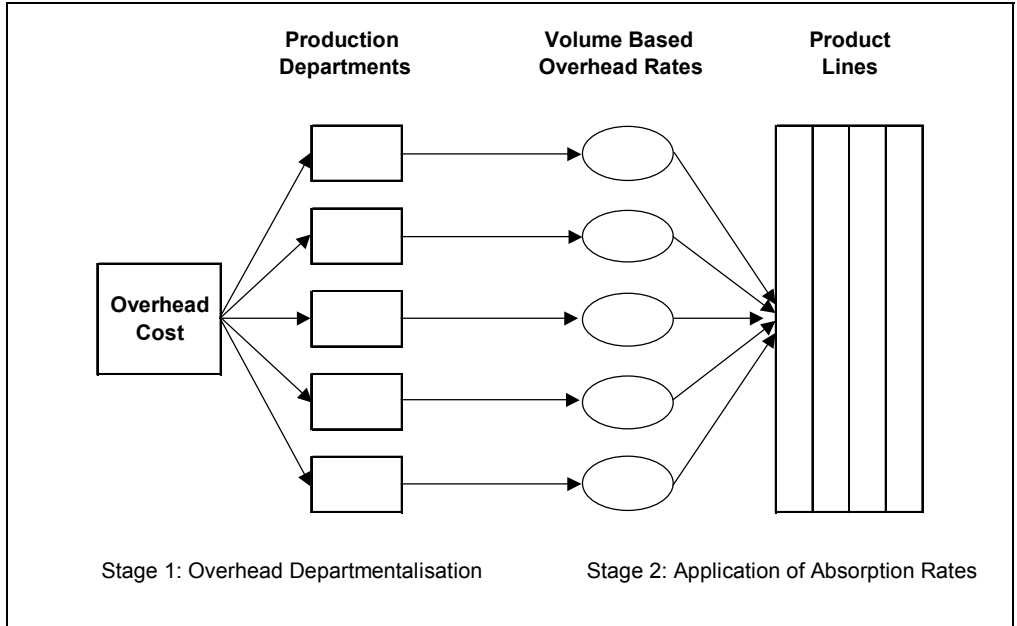 Production
Departments
Volume Based
Overhead Rates
Product
Lines
Overhead
Cost
Stage 1: Overhead Departmentalisation
Stage 2: Application of Absorption Rates